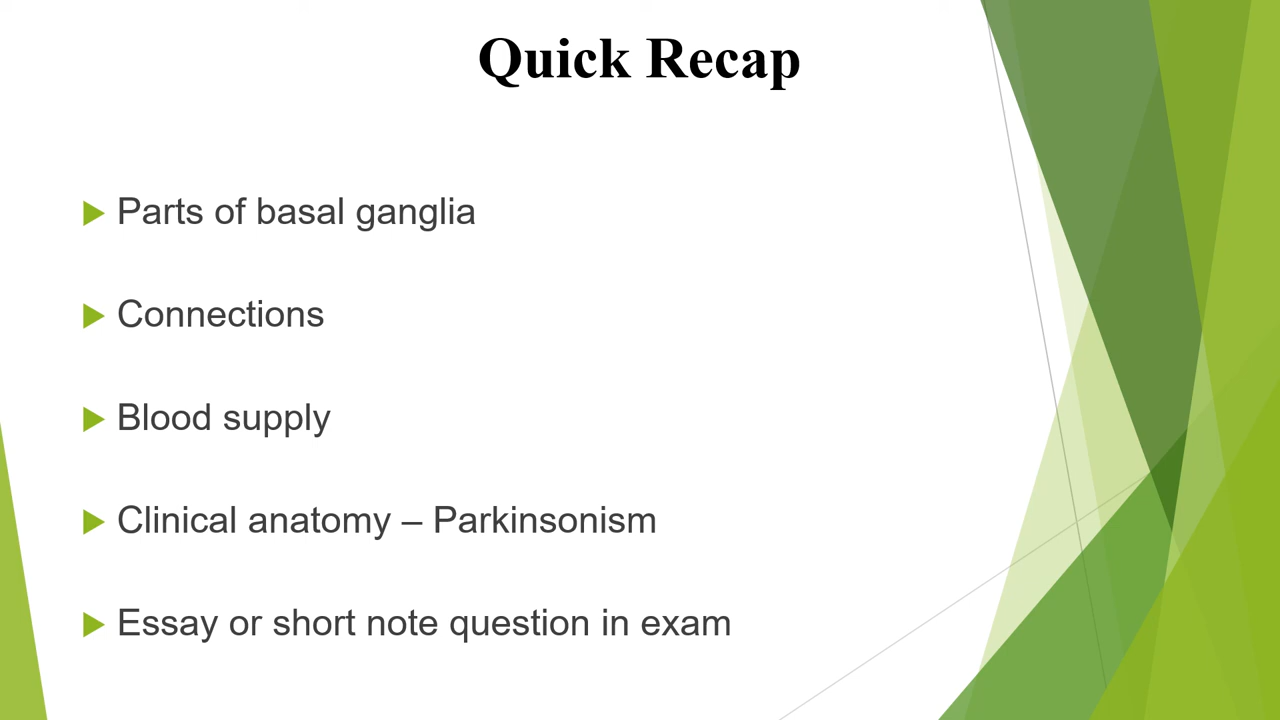 Quick Recap
Parts of basal ganglia
Connections
Blood supply
Clinical anatomy – Parkinsonism
Essay or short note question in exam